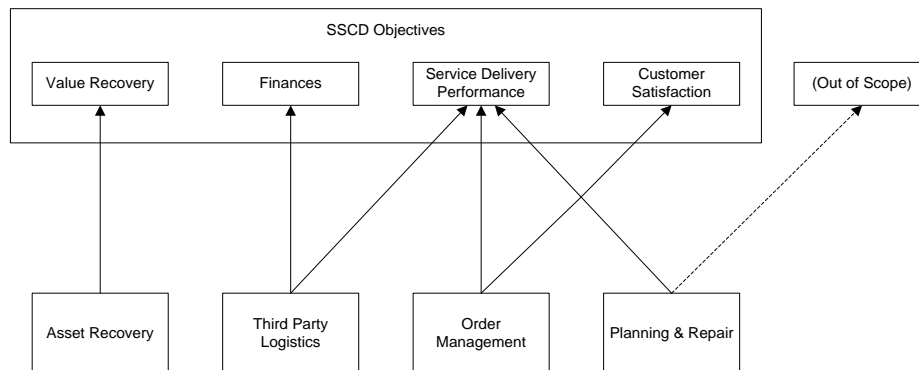 SSCD Objectives
Value Recovery
Finances
Service Delivery
Performance
Customer
Satisfaction
(Out of Scope)
Asset Recovery
Third Party
Logistics
Order
Management
Planning & Repair